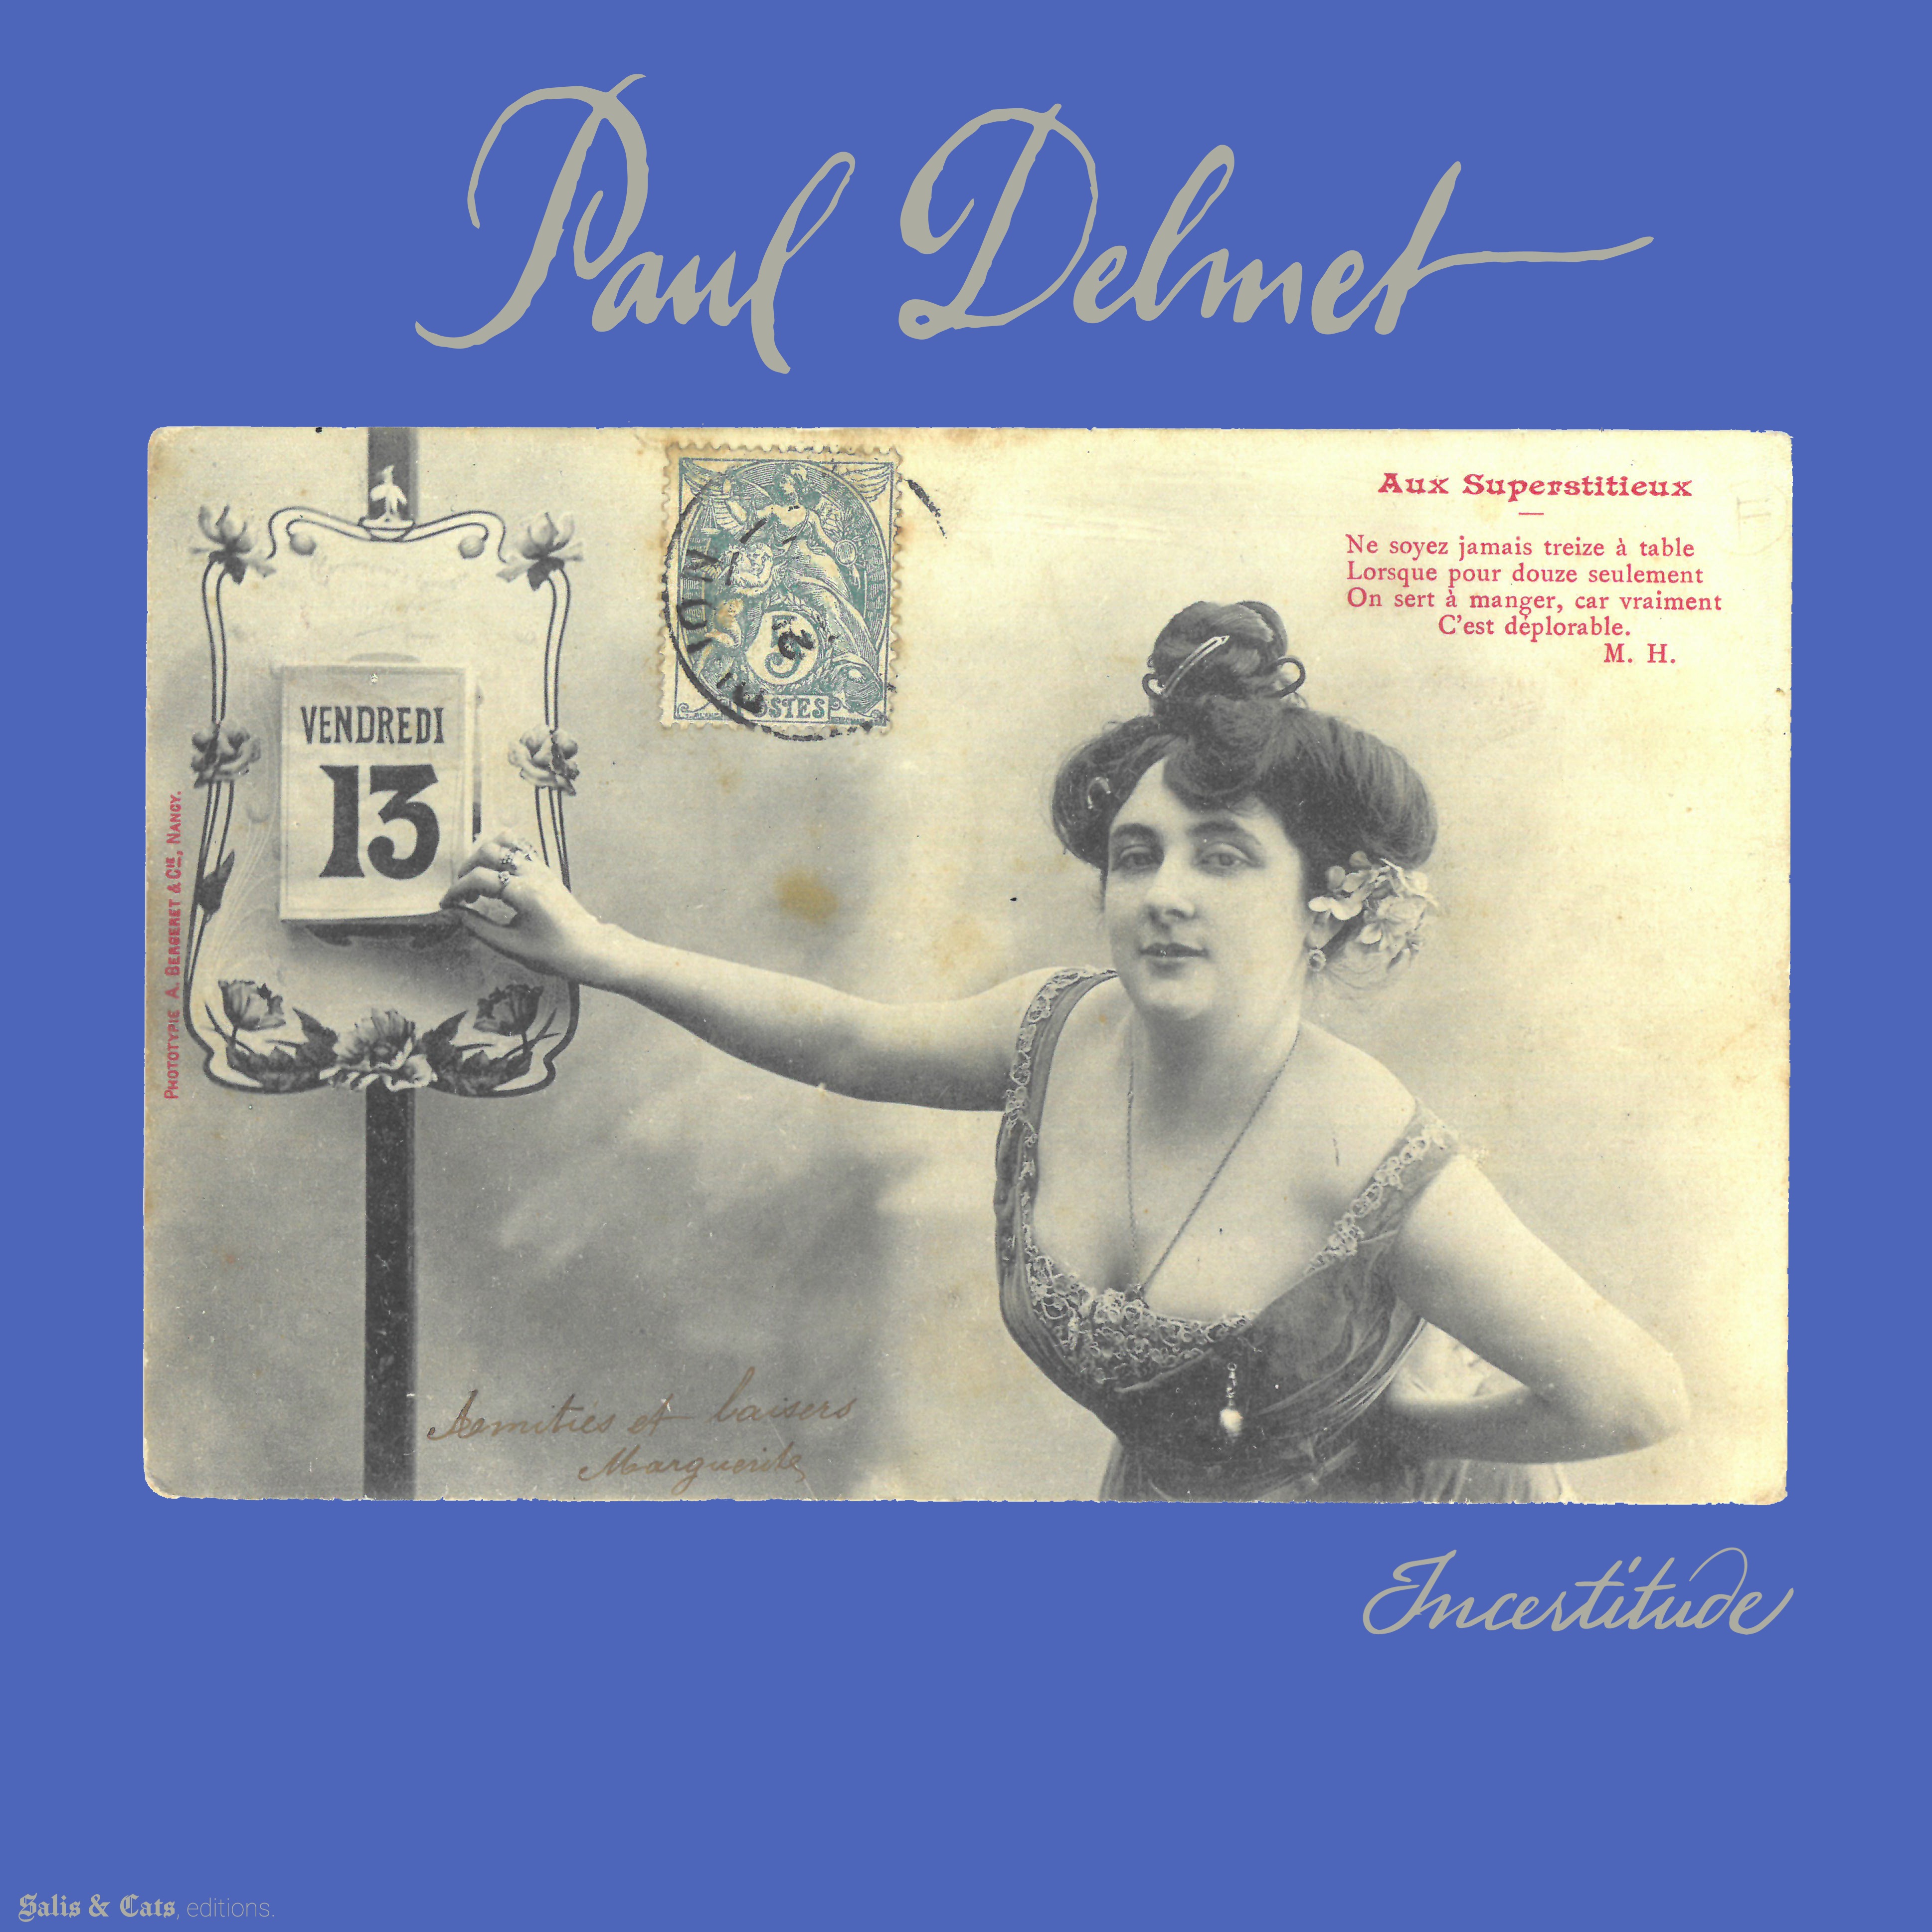 Paul Delmet
Aux Superstitieux
Ne soyez jamais treize à table
Lorsque pour douze seulement
On sert à manger, car vraiment
C'est déplorable.
M. H.
VENDREDI
13
5
POSTES
PHOTOTYPIE A. BERGERET & CIE, NANCY.
Amitiés et baisers
Marguerite
Incertitude
Salis & Cats, editions.